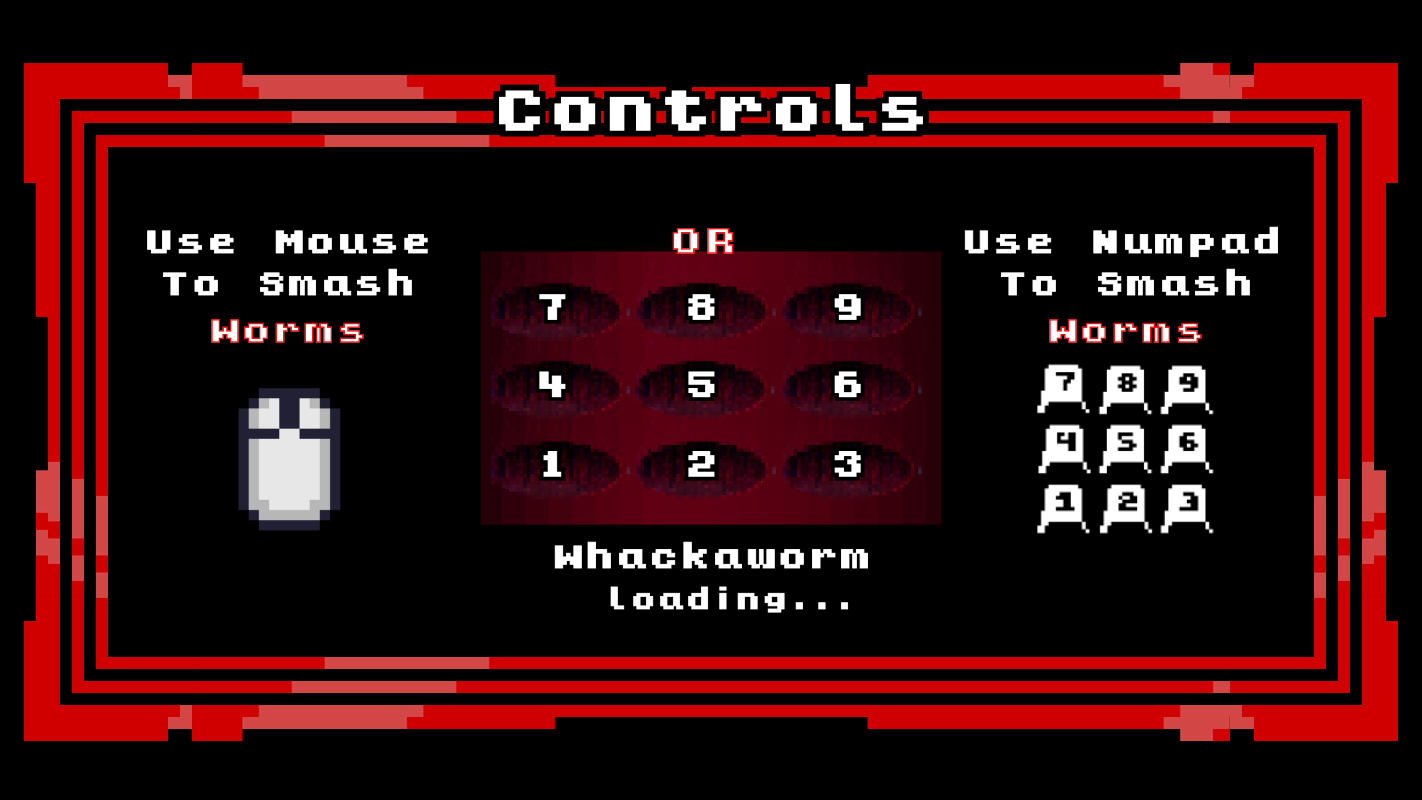 Controls
Use Mouse
To Smash
Worms
OR
7 8 9
4 5 6
1 2 3
Whackaworm
Loading...
Use Numpad
To Smash
Worms
7 8 9
4 5 6
1 2 3